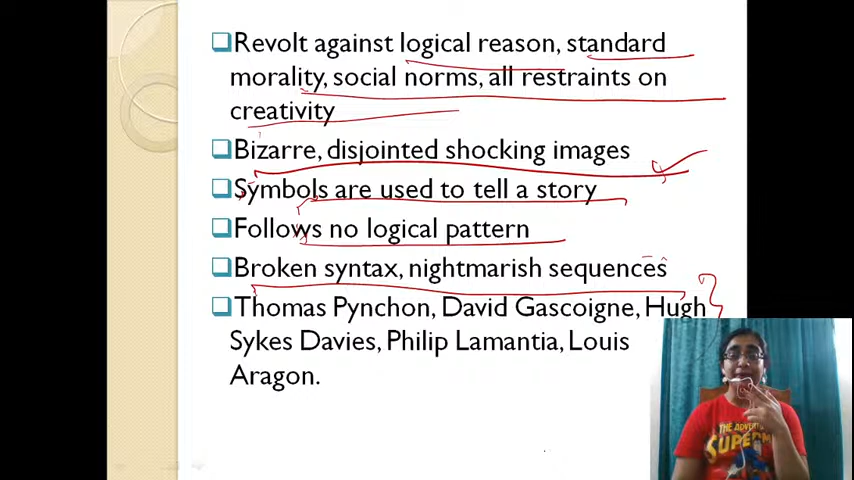 Revolt against logical reason, standard
morality, social norms, all restraints on
creativity
Bizarre, disjointed shocking images
Symbols are used to tell a story
Follows no logical pattern
Broken syntax, nightmarish sequences
Thomas Pynchon, David Gascoigne, Hugh
Sykes Davies, Philip Lamantia, Louis
Aragon.
THE
SUPER